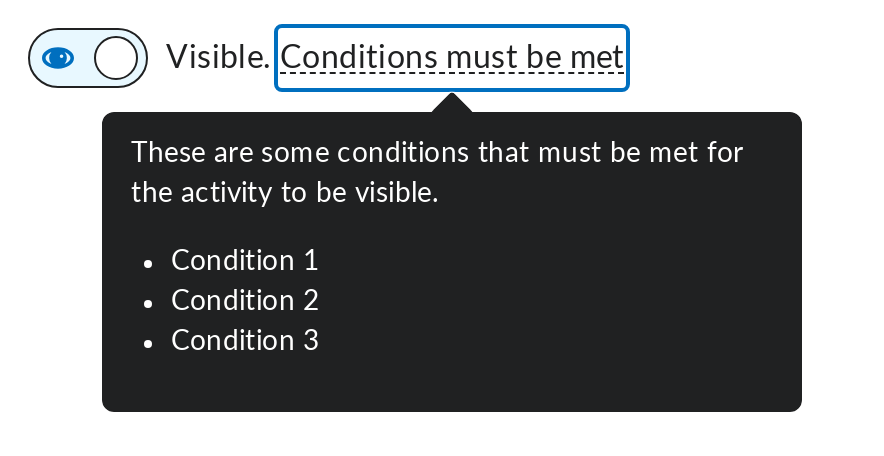 Visible. Conditions must be met
These are some conditions that must be met for
the activity to be visible.
• Condition 1
• Condition 2
• Condition 3